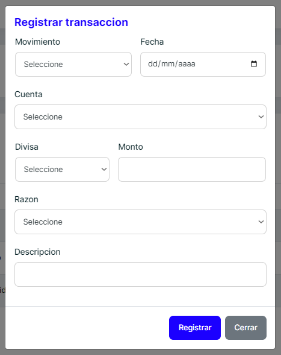 Registrar transaccion
Movimiento Fecha
Seleccione dd/mm/aaaa
Cuenta
Seleccione
Divisa Monto
Seleccione
Razon
Seleccione
Descripcion
Registrar Cerrar